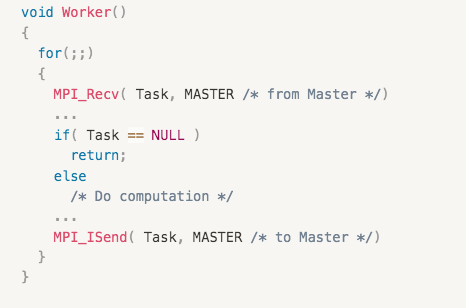 void Worker()
{
for(;;)
{
MPI_Recv( Task, MASTER /* from Master */)
...
if( Task == NULL )
return;
else
/* Do computation */
...
MPI_ISend( Task, MASTER /* to Master */)
}
}